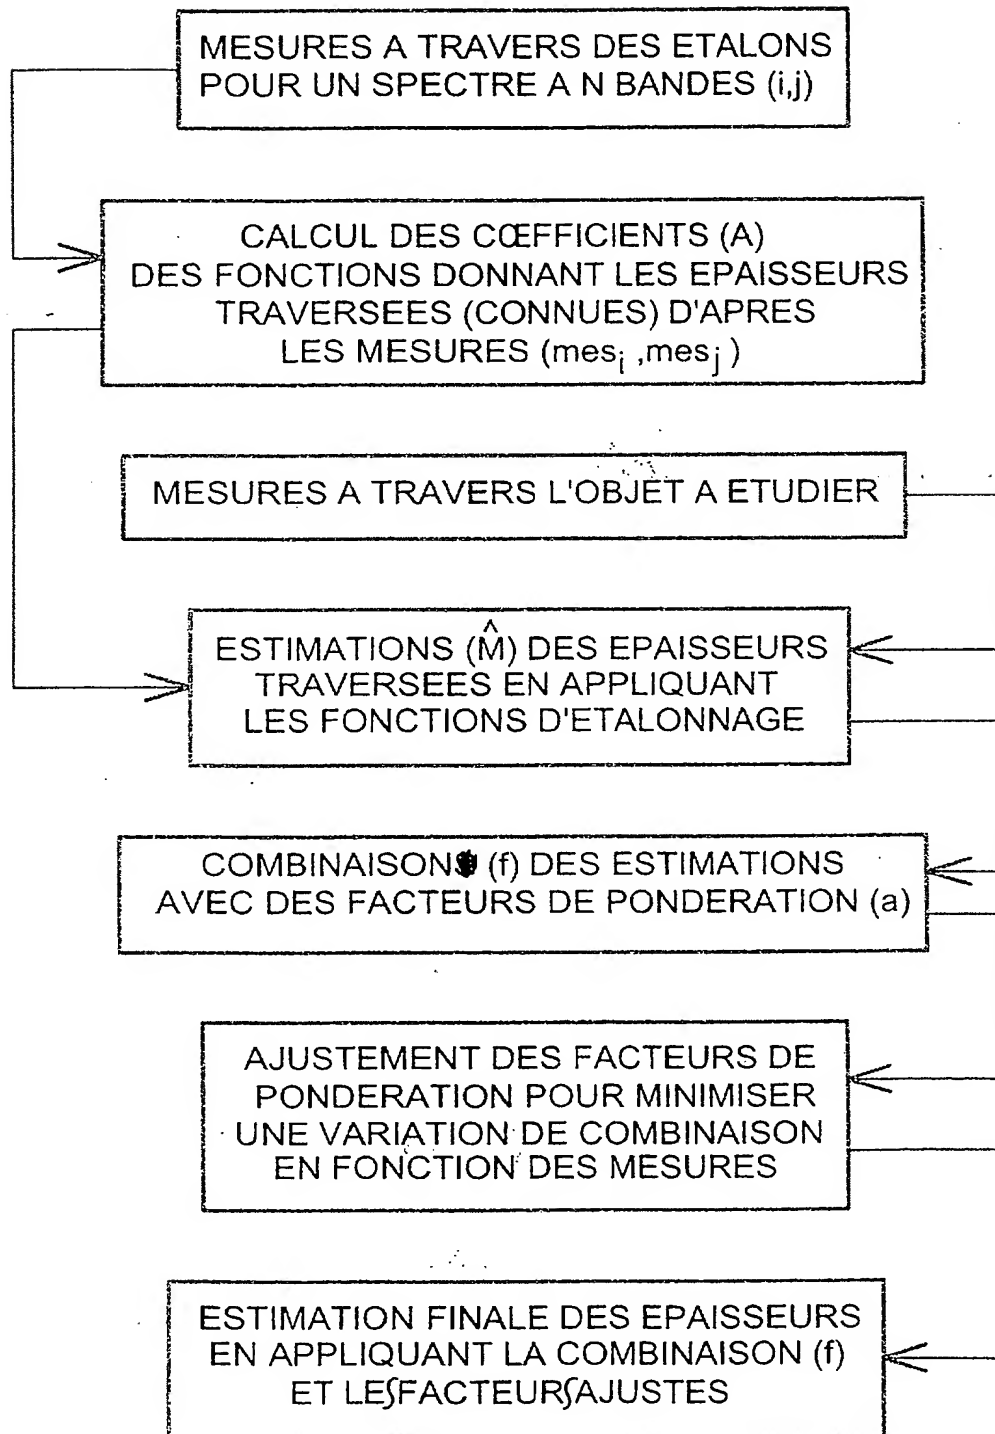 MESURES A TRAVERS DES ETALONS
POUR UN SPECTRE A N BANDES (i,j)
CALCUL DES CŒFFICIENTS (A)
DES FONCTIONS DONNANT LES EPAISSEURS
TRAVERSEES (CONNUES) D'APRES
LES MESURES (mesi ,mesj )
MESURES A TRAVERS L'OBJET A ETUDIER
ESTIMATIONS (M̂) DES EPAISSEURS
TRAVERSEES EN APPLIQUANT
LES FONCTIONS D'ETALONNAGE
COMBINAISON (f) DES ESTIMATIONS
AVEC DES FACTEURS DE PONDERATION (a)
AJUSTEMENT DES FACTEURS DE
PONDERATION POUR MINIMISER
UNE VARIATION DE COMBINAISON
EN FONCTION DES MESURES
ESTIMATION FINALE DES EPAISSEURS
EN APPLIQUANT LA COMBINAISON (f)
ET LES FACTEURS AJUSTES